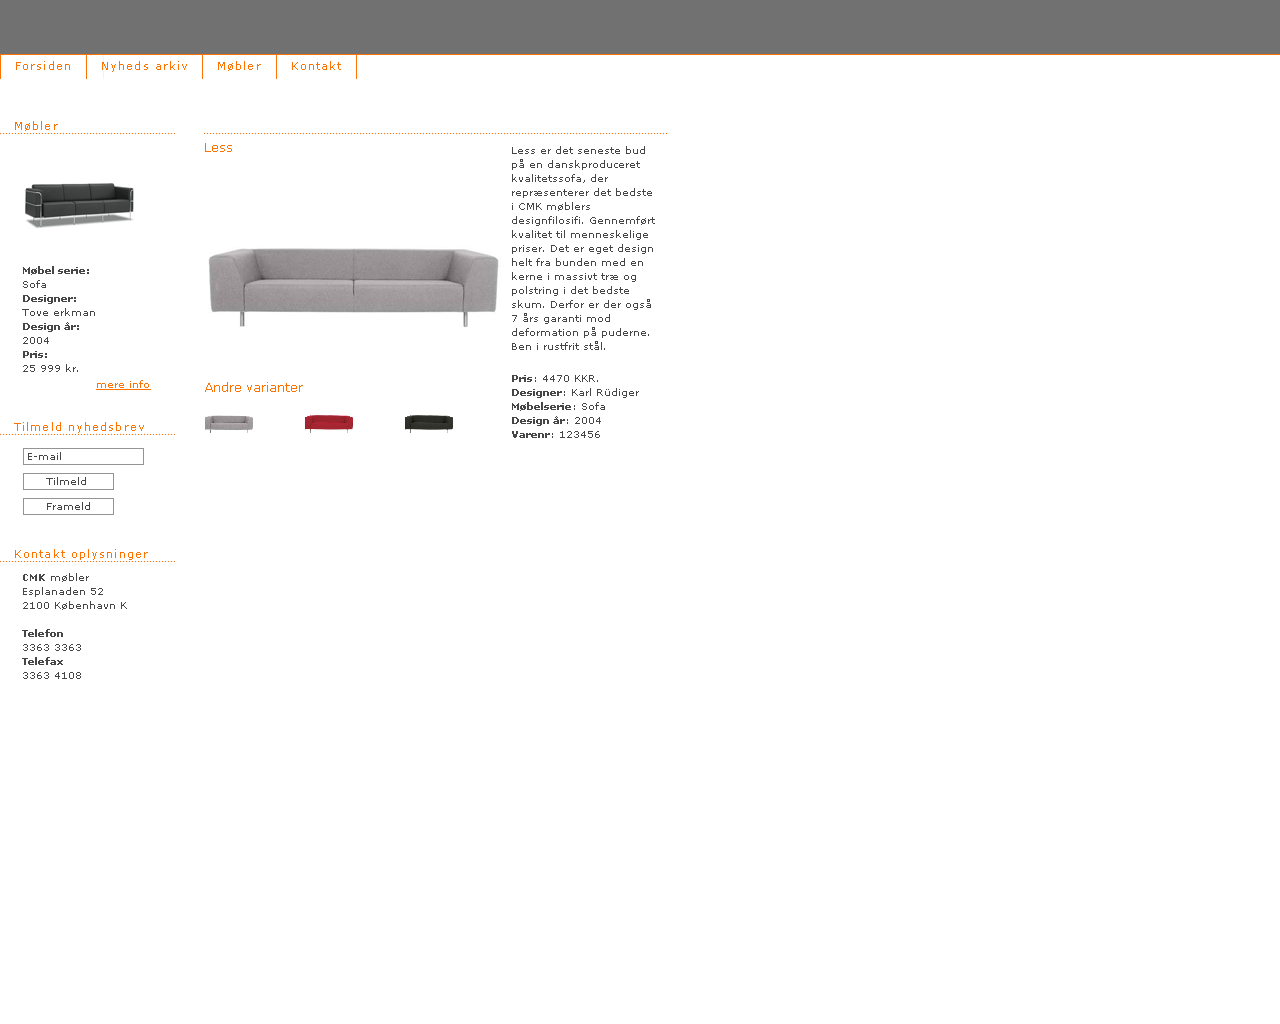 Forsiden
Nyheds arkiv
Møbler
Kontakt
Møbler
Møbel serie:
Sofa
Designer:
Tove erkman
Design år:
2004
Pris:
25 999 kr.
mere info
Tilmeld nyhedsbrev
E-mail
Tilmeld
Frameld
Kontakt oplysninger
CMK møbler
Esplanaden 52
2100 København K
Telefon
3363 3363
Telefax
3363 4108
Less
Less er det seneste bud
på en danskproduceret
kvalitetssofa, der
repræsenterer det bedste
i CMK møblers
designfilosifi. Gennemført
kvalitet til menneskelige
priser. Det er eget design
helt fra bunden med en
kerne i massivt træ og
polstring i det bedste
skum. Derfor er der også
7 års garanti mod
deformation på puderne.
Ben i rustfrit stål.
Pris: 4470 KKR.
Designer: Karl Rüdiger
Møbelserie: Sofa
Design år: 2004
Varenr: 123456
Andre varianter